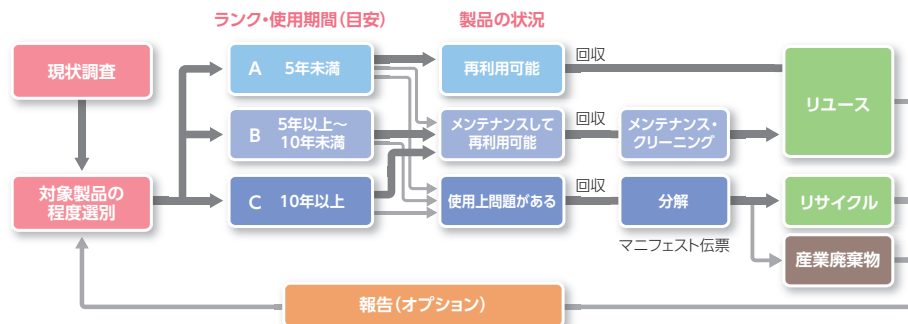 ランク・使用期間（目安）
製品の状況
現状調査
A　5年未満
再利用可能
回収
リユース
B　5年以上～
10年未満
メンテナンスして
再利用可能
回収
メンテナンス・
クリーニング
対象製品の
程度選別
C　10年以上
使用上問題がある
回収
分解
マニフェスト伝票
リサイクル
産業廃棄物
報告（オプション）